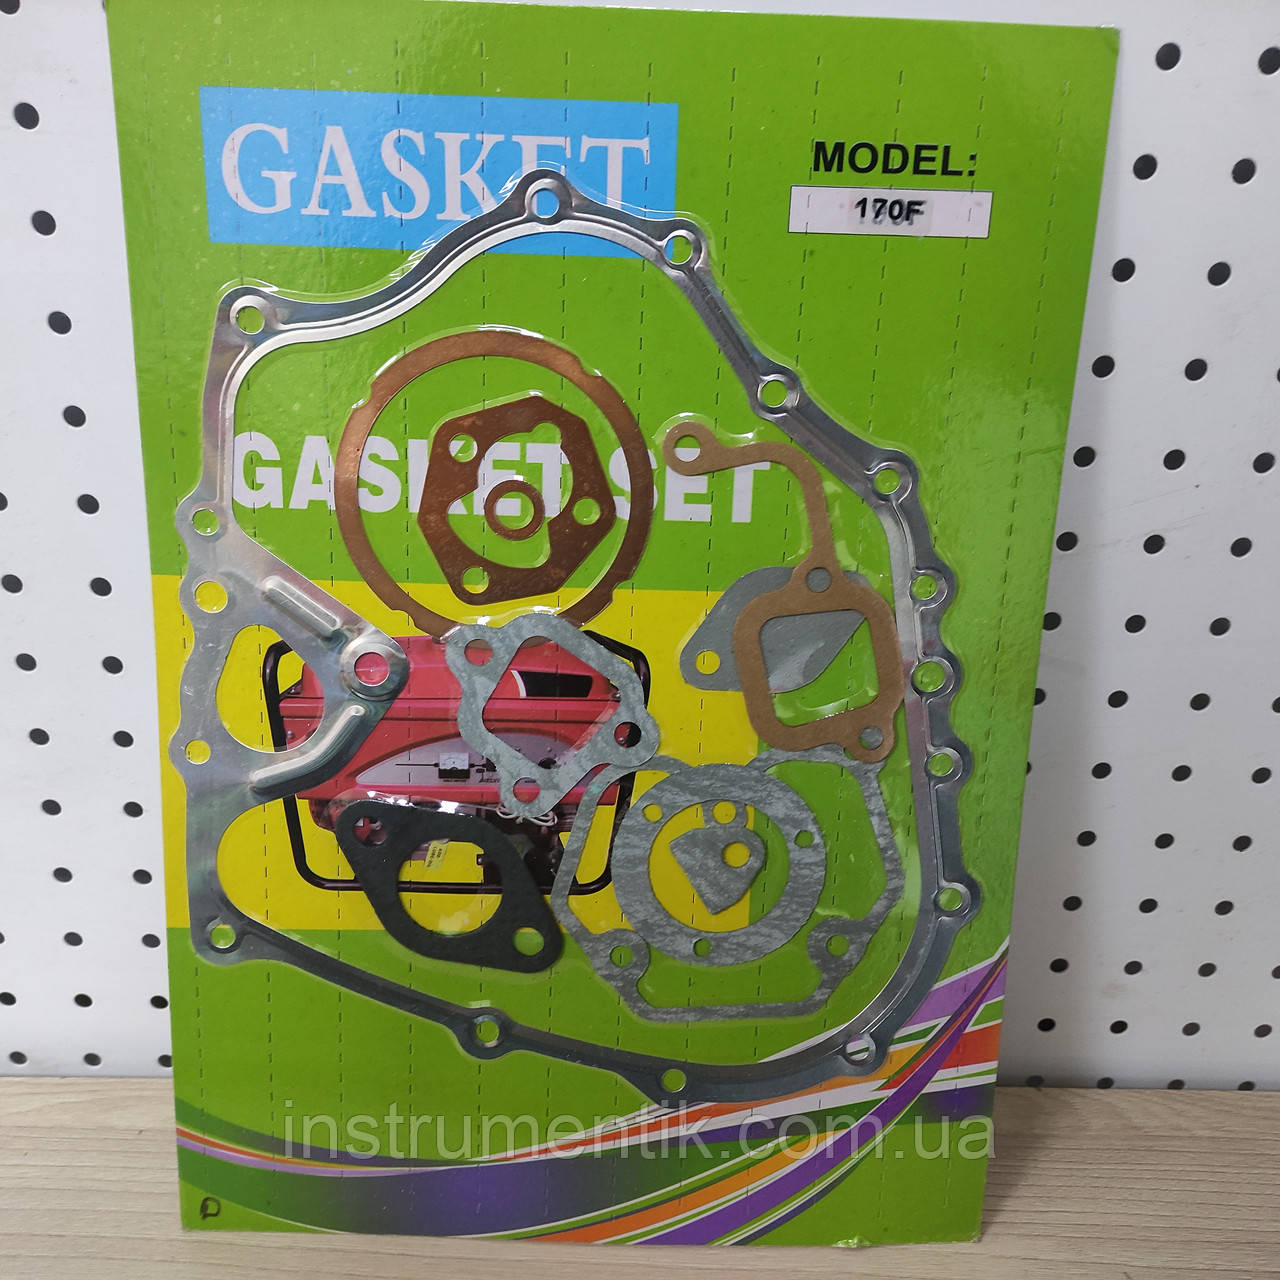 GASKET
MODEL:
170F
GASKET SET
instrumentik.com.ua